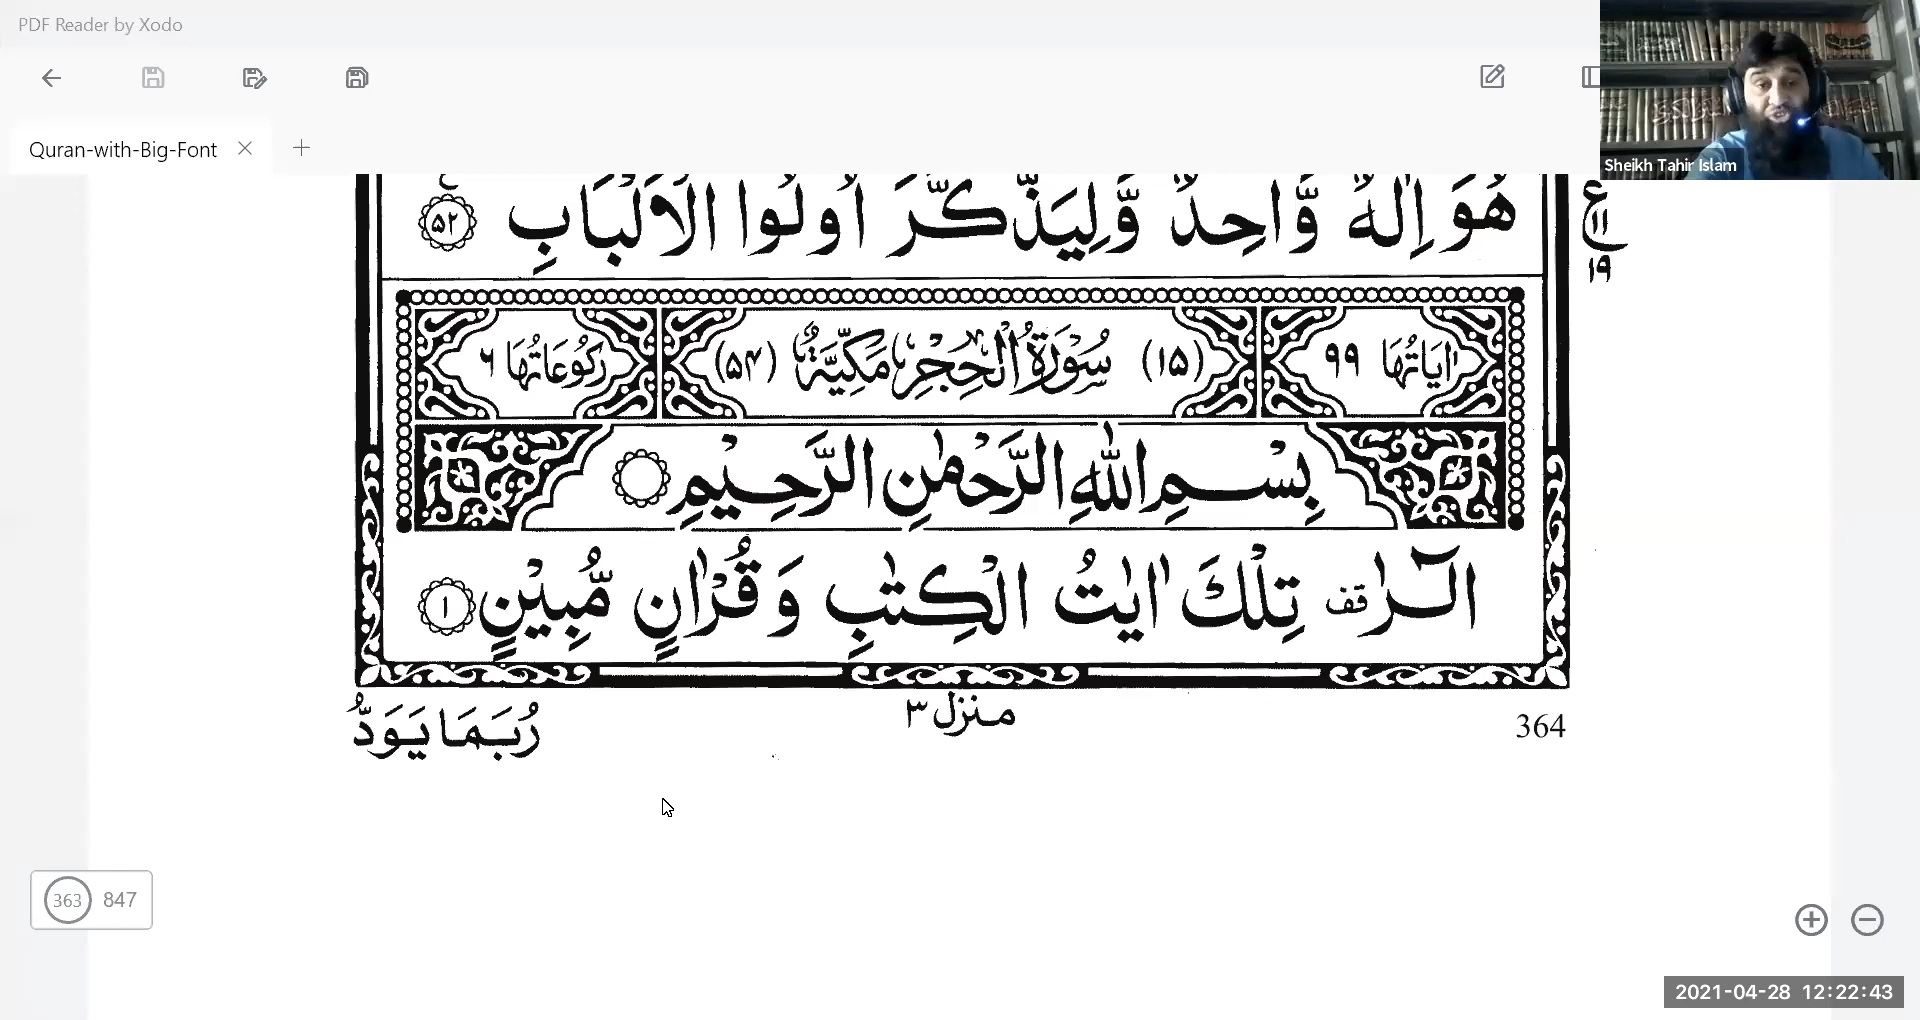 PDF Reader by Xodo
Sheikh Tahir Islam
Quran-with-Big-Font
هُوَ اِلٰهٌ وَّاحِدٌ وَّلِيَذَّكَّرَ اُولُوا الْاَلْبَابِ ۵۲
ع ۱۱ ۱۹
اٰيَاتُهَا ۹۹ (۱۵) سُوْرَةُ الْحِجْرِ مَكِّيَّةٌ (۵۴) رُكُوْعَاتُهَا ۶
بِسْمِ اللّٰهِ الرَّحْمٰنِ الرَّحِيْمِ
الٓرٰ قف تِلْكَ اٰيٰتُ الْكِتٰبِ وَ قُرْاٰنٍ مُّبِيْنٍ ۱
364 منزل ۳ رُبَمَا يَوَدُّ
363 847
2021-04-28 12:22:43